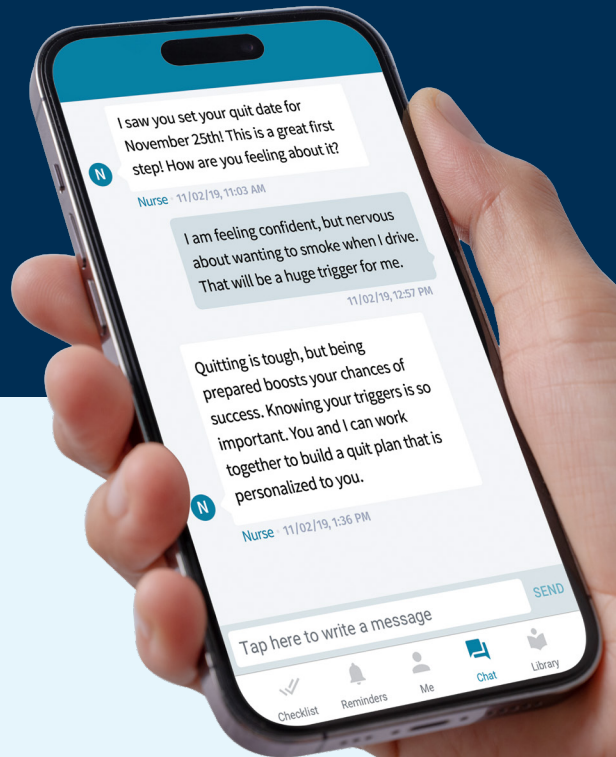 I saw you set your quit date for
November 25th! This is a great first
step! How are you feeling about it?
N
Nurse · 11/02/19, 11:03 AM
I am feeling confident, but nervous
about wanting to smoke when I drive.
That will be a huge trigger for me.
11/02/19, 12:57 PM
Quitting is tough, but being
prepared boosts your chances of
success. Knowing your triggers is so
important. You and I can work
together to build a quit plan that is
personalized to you.
N
Nurse · 11/02/19, 1:36 PM
Tap here to write a message
SEND
Checklist
Reminders
Me
Chat
Library